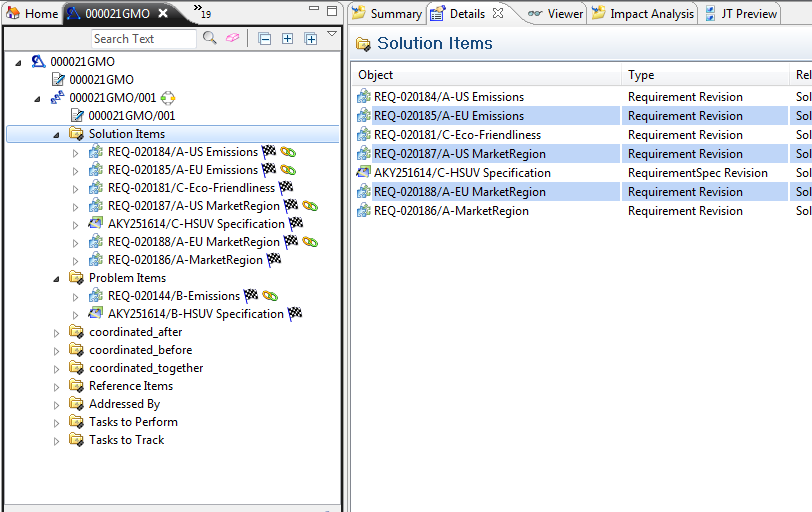 Home
000021GMO
19
Search Text
000021GMO
000021GMO
000021GMO/001
000021GMO/001
Solution Items
REQ-020184/A-US Emissions
REQ-020185/A-EU Emissions
REQ-020181/C-Eco-Friendliness
REQ-020187/A-US MarketRegion
AKY251614/C-HSUV Specification
REQ-020188/A-EU MarketRegion
REQ-020186/A-MarketRegion
Problem Items
REQ-020144/B-Emissions
AKY251614/B-HSUV Specification
coordinated_after
coordinated_before
coordinated_together
Reference Items
Addressed By
Tasks to Perform
Tasks to Track
Summary Details Viewer Impact Analysis JT Preview
Solution Items
Object Type Rel
REQ-020184/A-US Emissions Requirement Revision Sol
REQ-020185/A-EU Emissions Requirement Revision Sol
REQ-020181/C-Eco-Friendliness Requirement Revision Sol
REQ-020187/A-US MarketRegion Requirement Revision Sol
AKY251614/C-HSUV Specification RequirementSpec Revision Sol
REQ-020188/A-EU MarketRegion Requirement Revision Sol
REQ-020186/A-MarketRegion Requirement Revision Sol